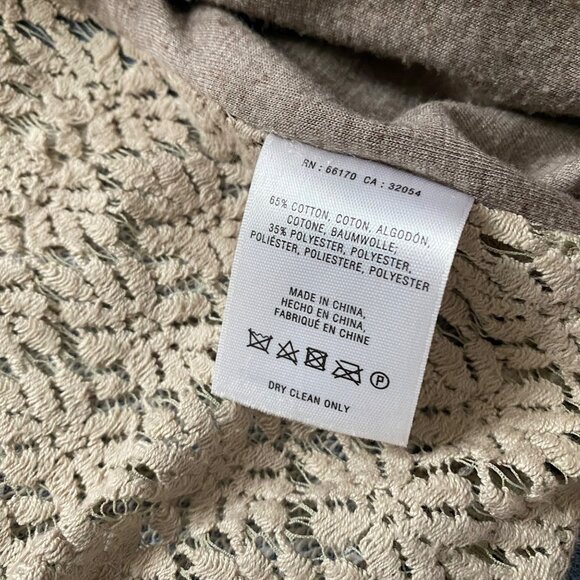 RN : 66170 CA : 32054
65% COTTON, COTON, ALGODÓN,
COTONE, BAUMWOLLE;
35% POLYESTER, POLYESTER,
POLIÉSTER, POLIESTERE, POLYESTER
MADE IN CHINA,
HECHO EN CHINA,
FABRIQUÉ EN CHINE
P
DRY CLEAN ONLY